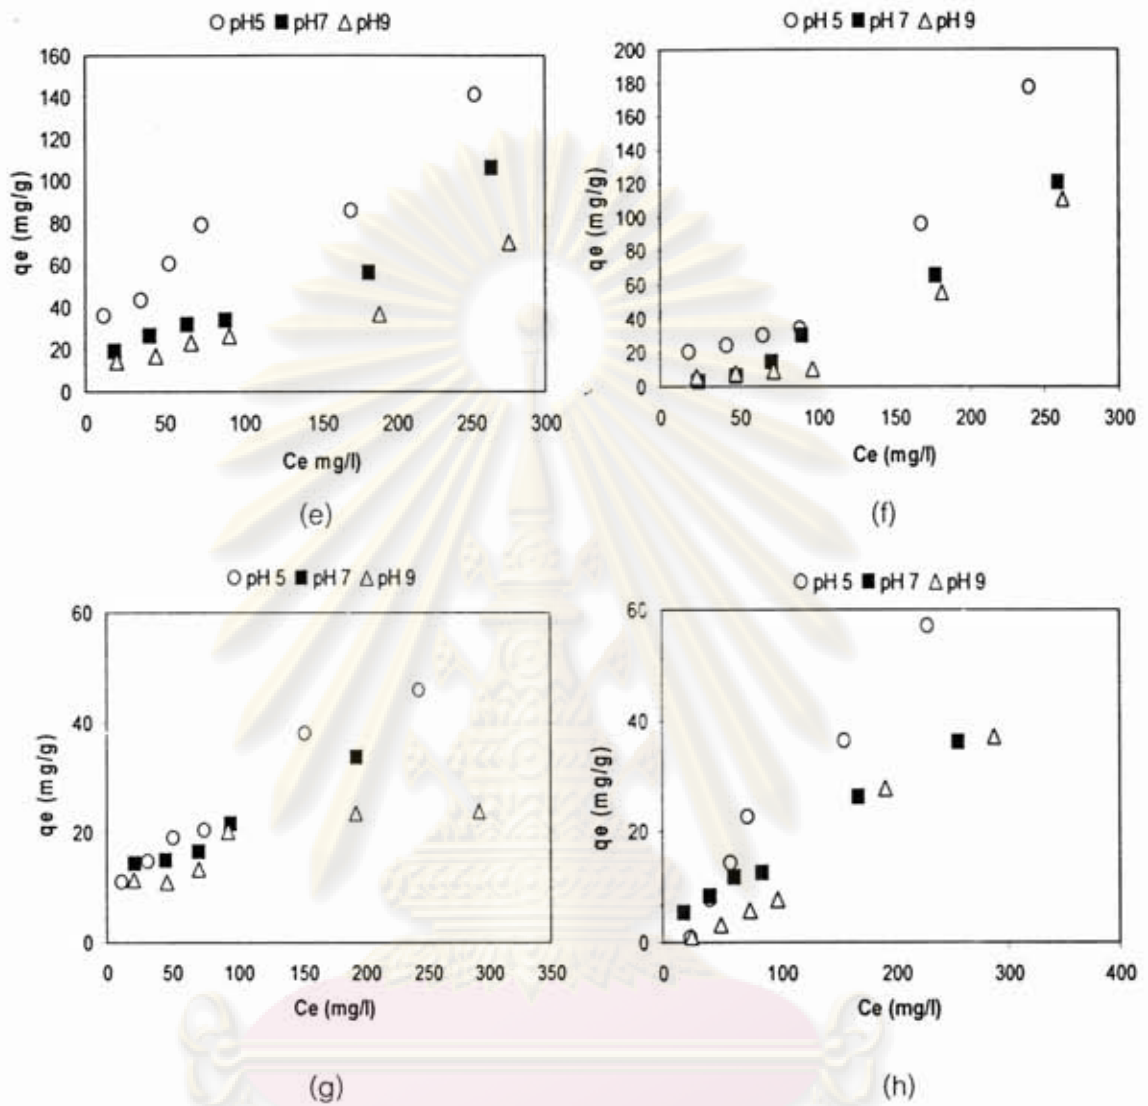 ○ pH5 ■ pH7 △ pH9
160
140
120
100
80
60
40
20
0
qe (mg/g)
0 50 100 150 200 250 300
Ce mg/l)
(e)
○ pH 5 ■ pH 7 △ pH 9
200
180
160
140
120
100
80
60
40
20
0
qe (mg/g)
0 50 100 150 200 250 300
Ce (mg/l)
(f)
○ pH 5 ■ pH 7 △ pH 9
60
40
20
0
qe (mg/g)
0 50 100 150 200 250 300 350
Ce (mg/l)
(g)
○ pH 5 ■ pH 7 △ pH 9
60
40
20
0
qe (mg/g)
0 100 200 300 400
Ce (mg/l)
(h)